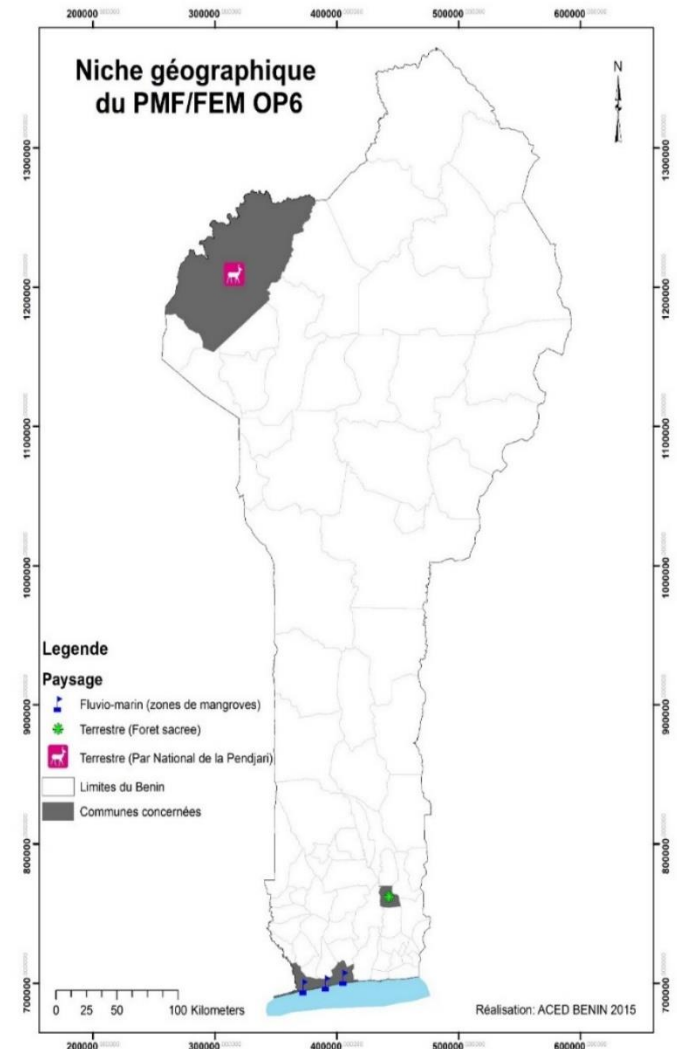 200000 300000 400000 500000 600000
Niche géographique
du PMF/FEM OP6
N
1300000 1300000
1200000 1200000
1100000 1100000
1000000 1000000
Legende
Paysage
900000 900000
Fluvio-marin (zones de mangroves)
Terrestre (Foret sacree)
Terrestre (Par National de la Pendjari)
Limites du Benin
Communes concernées
800000 800000
700000 700000
0 25 50 100 Kilometers
Réalisation: ACED BENIN 2015
200000 300000 400000 500000 600000